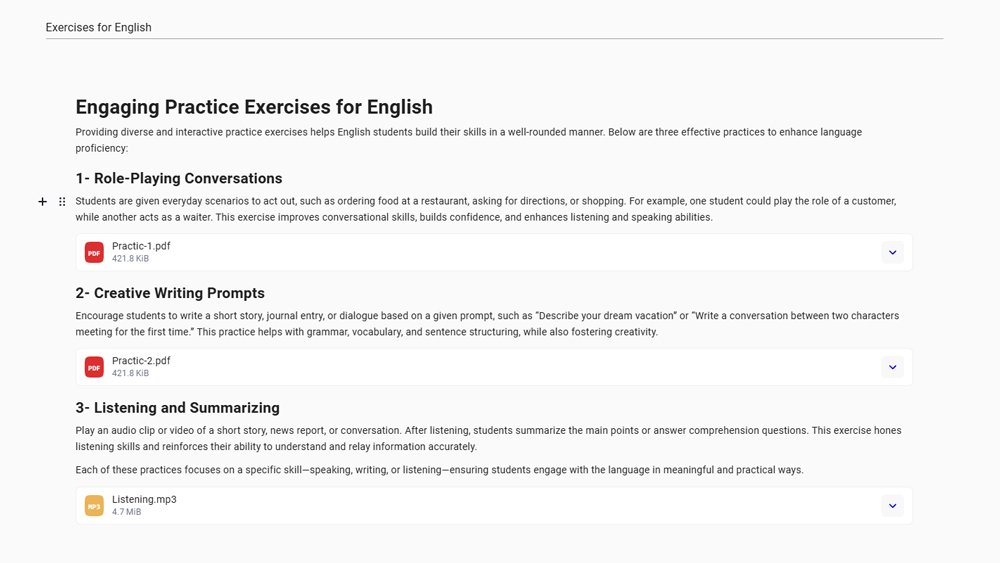 Exercises for English
Engaging Practice Exercises for English
Providing diverse and interactive practice exercises helps English students build their skills in a well-rounded manner. Below are three effective practices to enhance language
proficiency:
1- Role-Playing Conversations
Students are given everyday scenarios to act out, such as ordering food at a restaurant, asking for directions, or shopping. For example, one student could play the role of a customer,
while another acts as a waiter. This exercise improves conversational skills, builds confidence, and enhances listening and speaking abilities.
PDF
Practic-1.pdf
421.8 KiB
2- Creative Writing Prompts
Encourage students to write a short story, journal entry, or dialogue based on a given prompt, such as “Describe your dream vacation” or “Write a conversation between two characters
meeting for the first time.” This practice helps with grammar, vocabulary, and sentence structuring, while also fostering creativity.
PDF
Practic-2.pdf
421.8 KiB
3- Listening and Summarizing
Play an audio clip or video of a short story, news report, or conversation. After listening, students summarize the main points or answer comprehension questions. This exercise hones
listening skills and reinforces their ability to understand and relay information accurately.
Each of these practices focuses on a specific skill—speaking, writing, or listening—ensuring students engage with the language in meaningful and practical ways.
MP3
Listening.mp3
4.7 MiB